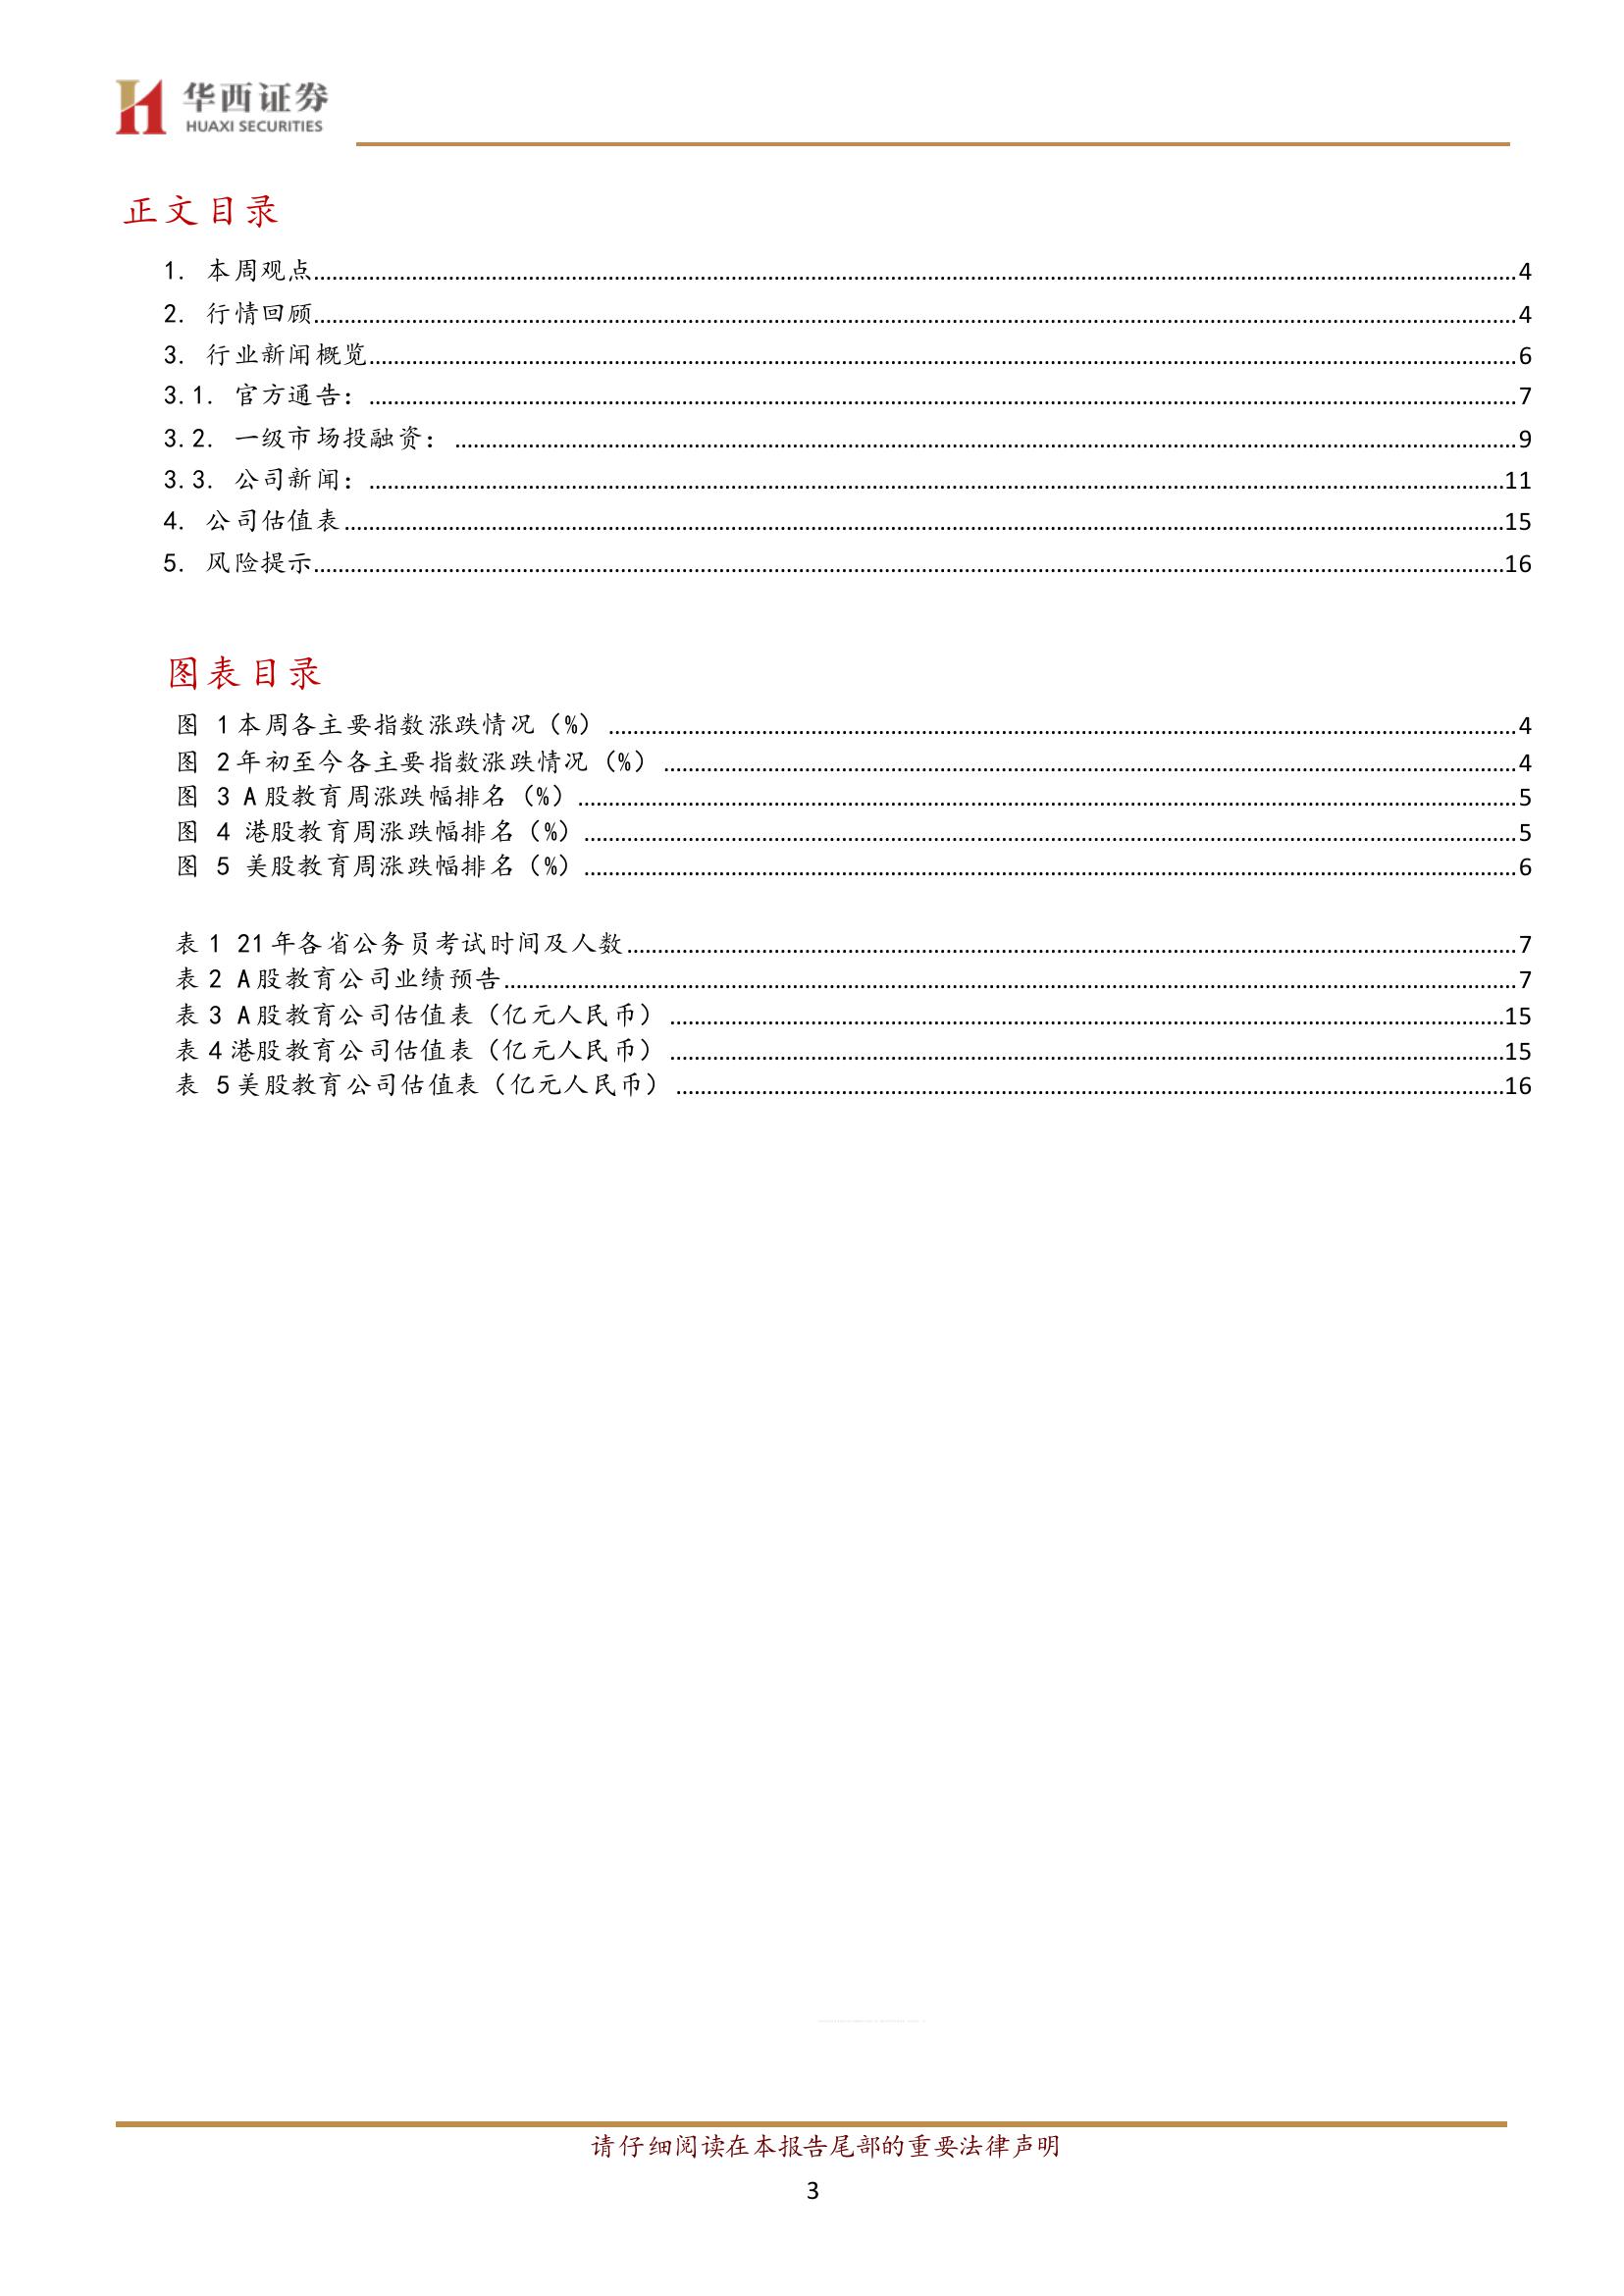 华西证券
HUAXI SECURITIES
正文目录
1. 本周观点....................4
2. 行情回顾....................4
3. 行业新闻概览....................6
3.1. 官方通告：....................7
3.2. 一级市场投融资：....................9
3.3. 公司新闻：....................11
4. 公司估值表....................15
5. 风险提示....................16
图表目录
图 1本周各主要指数涨跌情况（%）....................4
图 2年初至今各主要指数涨跌情况（%）....................4
图 3 A股教育周涨跌幅排名（%）....................5
图 4 港股教育周涨跌幅排名（%）....................5
图 5 美股教育周涨跌幅排名（%）....................6
表1 21年各省公务员考试时间及人数....................7
表2 A股教育公司业绩预告....................7
表3 A股教育公司估值表（亿元人民币）....................15
表4港股教育公司估值表（亿元人民币）....................15
表 5美股教育公司估值表（亿元人民币）....................16
请仔细阅读在本报告尾部的重要法律声明
3